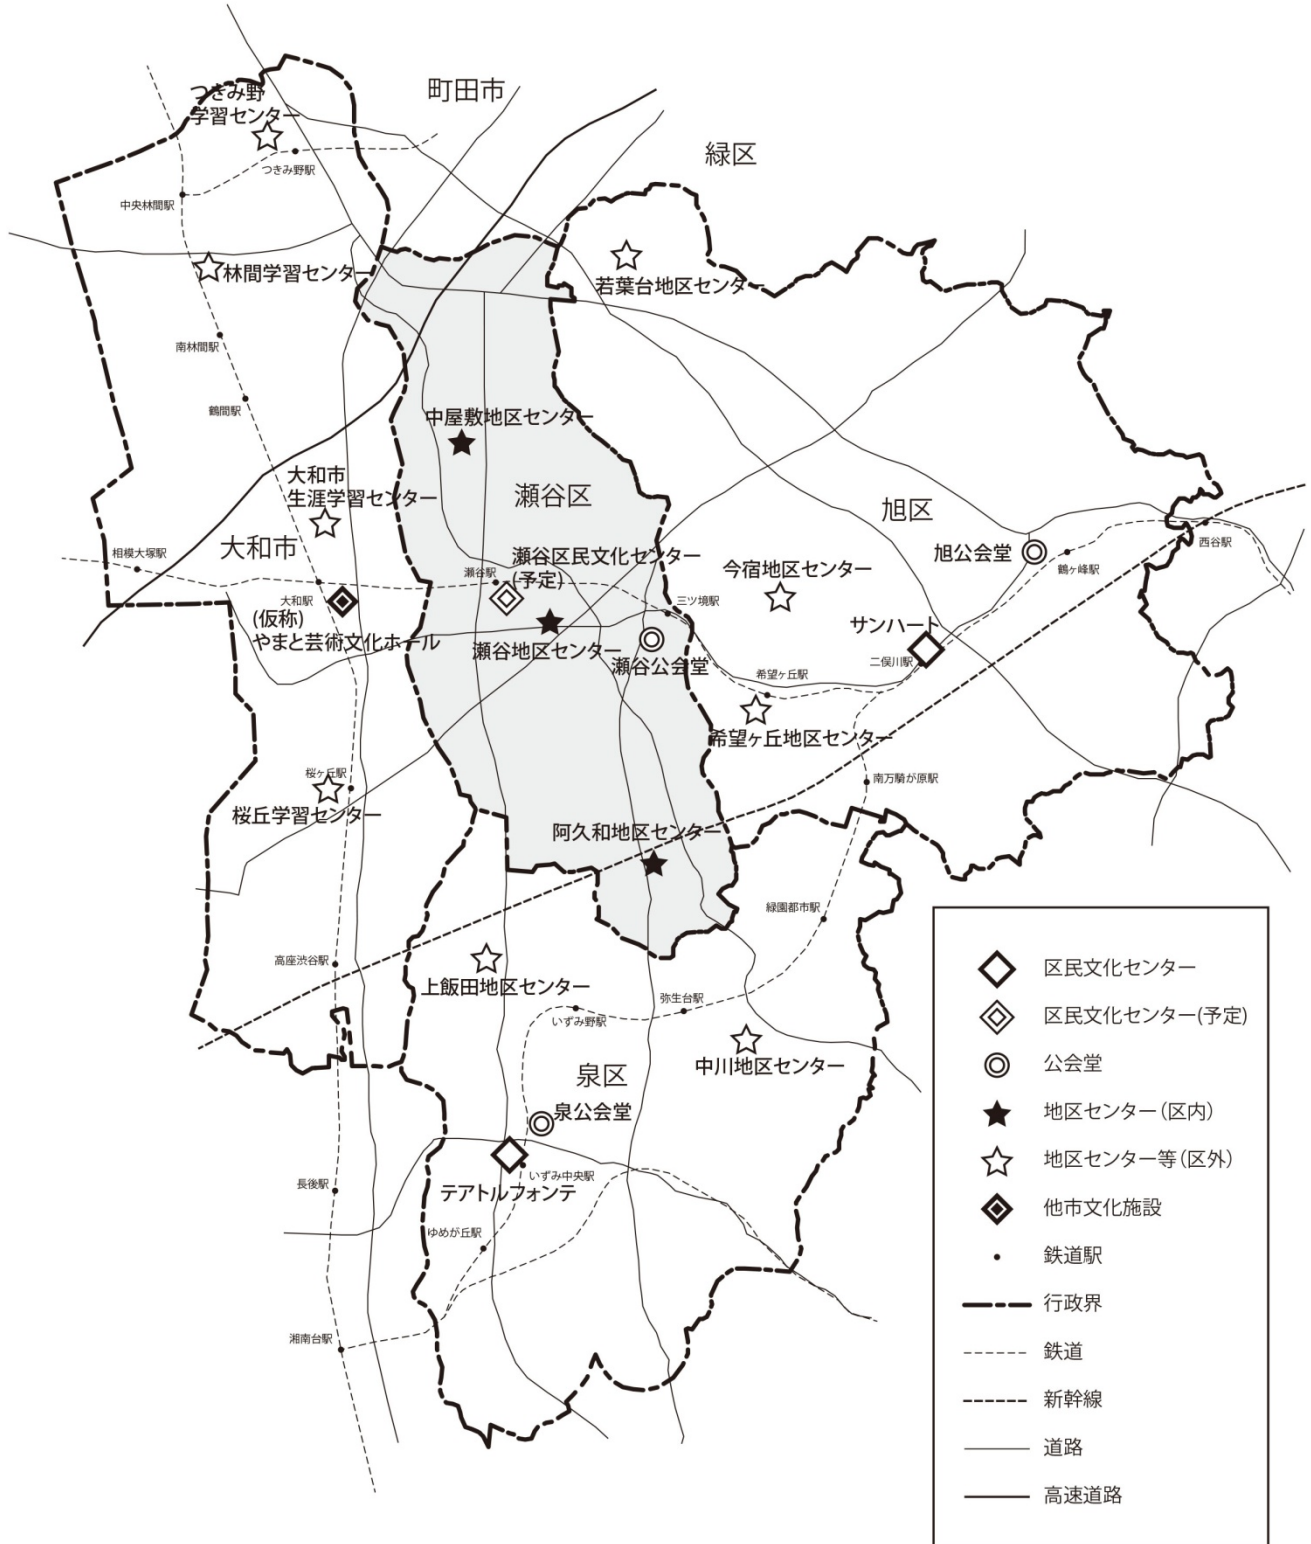 町田市
つきみ野
学習センター
つきみ野駅
緑区
中央林間駅
林間学習センター
若葉台地区センター
南林間駅
鶴間駅
中屋敷地区センター
大和市
生涯学習センター
瀬谷区
旭区
大和市
相模大塚駅
瀬谷区民文化センター
(予定)
瀬谷駅
旭公会堂
西谷駅
鶴ヶ峰駅
今宿地区センター
大和駅
三ツ境駅
(仮称)
やまと芸術文化ホール
サンハート
瀬谷地区センター
瀬谷公会堂
二俣川駅
希望ヶ丘駅
希望ヶ丘地区センター
桜ヶ丘駅
南万騎が原駅
桜丘学習センター
阿久和地区センター
緑園都市駅
高座渋谷駅
上飯田地区センター
弥生台駅
いずみ野駅
中川地区センター
泉区
泉公会堂
いずみ中央駅
長後駅
テアトルフォンテ
ゆめが丘駅
湘南台駅
区民文化センター
区民文化センター(予定)
公会堂
地区センター(区内)
地区センター等(区外)
他市文化施設
鉄道駅
行政界
鉄道
新幹線
道路
高速道路